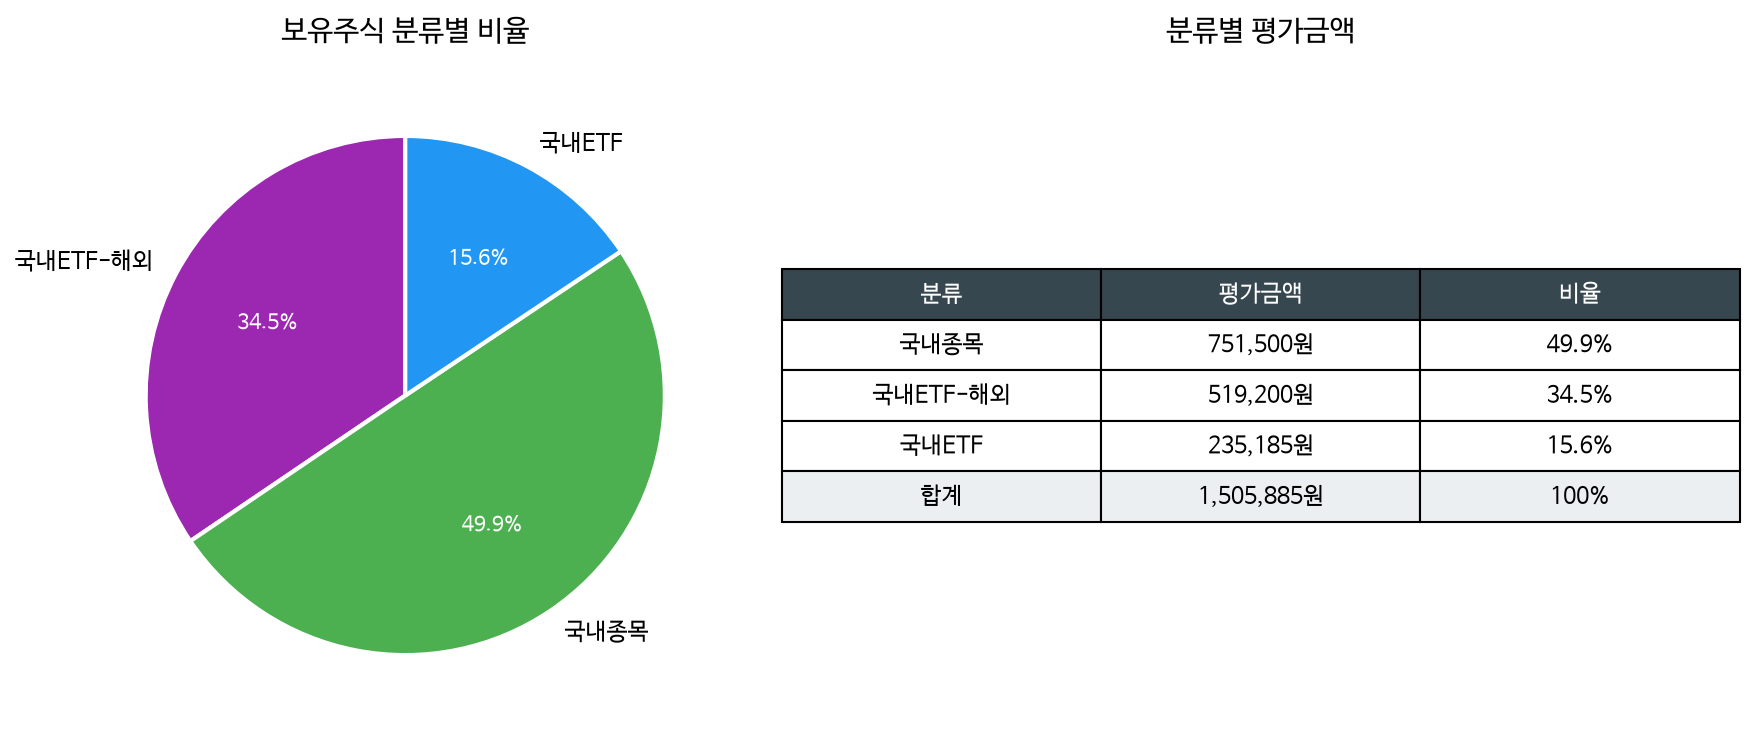 보유주식 분류별 비율
국내ETF
15.6%
국내ETF-해외
34.5%
49.9%
국내종목
분류별 평가금액
분류 평가금액 비율
국내종목 751,500원 49.9%
국내ETF-해외 519,200원 34.5%
국내ETF 235,185원 15.6%
합계 1,505,885원 100%